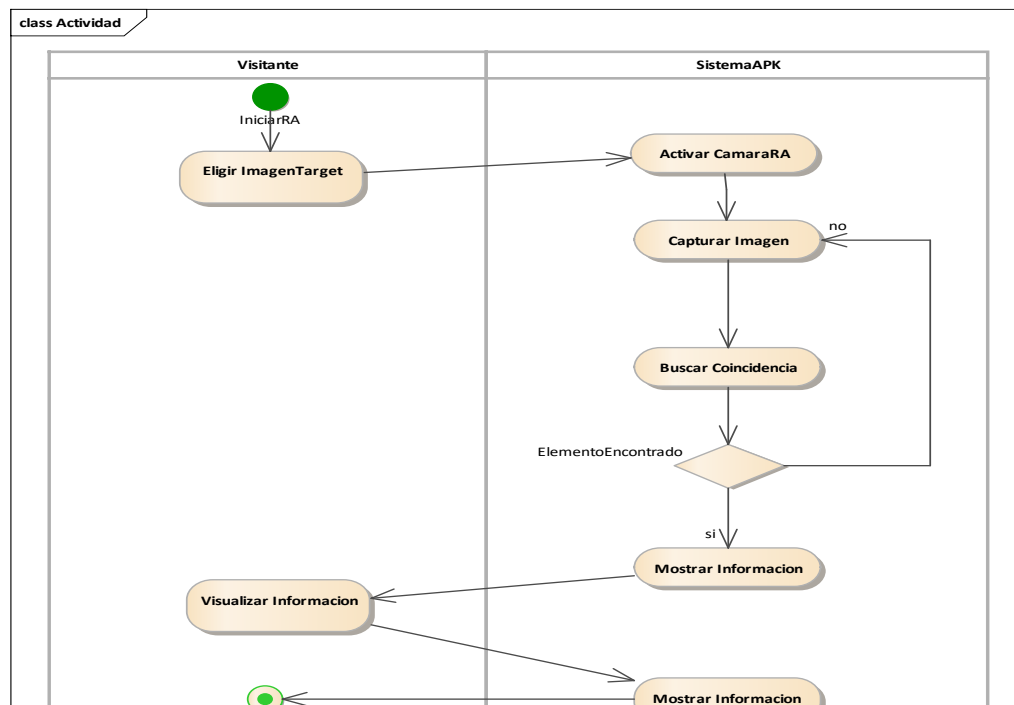 class Actividad
Visitante
SistemaAPK
IniciarRA
Eligir ImagenTarget
Activar CamaraRA
no
Capturar Imagen
Buscar Coincidencia
ElementoEncontrado
si
Mostrar Informacion
Visualizar Informacion
Mostrar Informacion